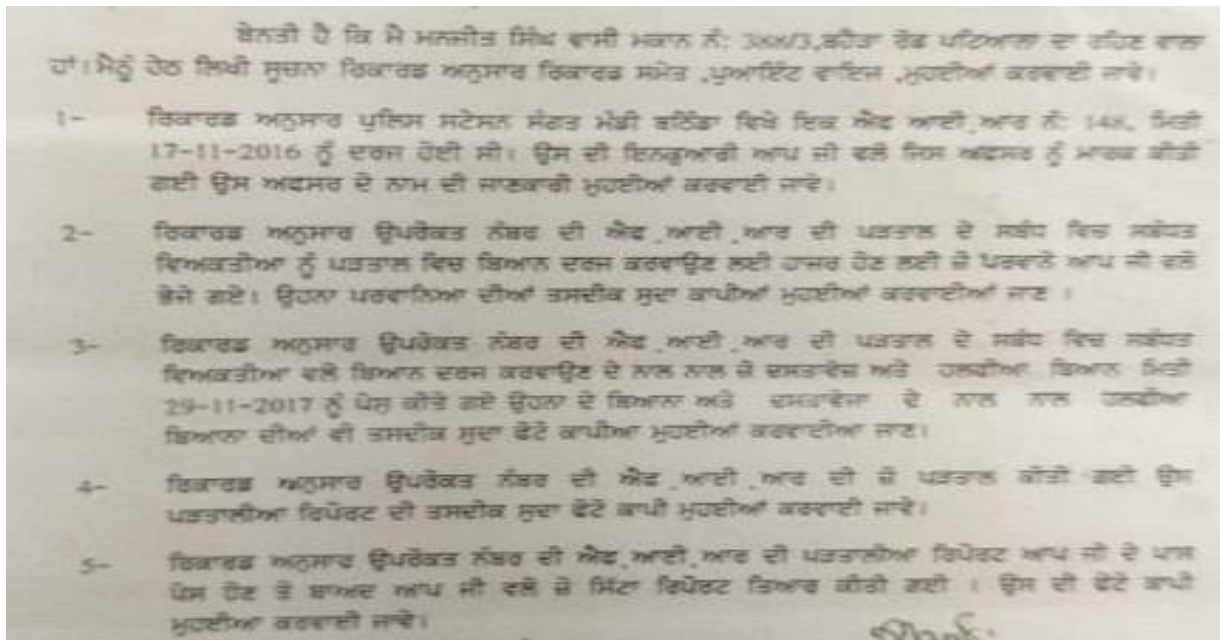 ਬੇਨਤੀ ਹੈ ਕਿ ਮੈ ਮਨਜੀਤ ਸਿੰਘ ਵਾਸੀ ਮਕਾਨ ਨੰ: 388/3, ਰੋਡ ਪਟਿਆਲਾ ਦਾ ਰਹਿਣ ਵਾਲਾ
ਹਾਂ।ਮੈਨੂੰ ਹੇਠ ਲਿਖੀ ਸੂਚਨਾ ਰਿਕਾਰਡ ਅਨੁਸਾਰ ਰਿਕਾਰਡ ਸਮੇਤ ,ਪੁਆਇੰਟ ਵਾਇਜ ,ਮੁਹਈਆਂ ਕਰਵਾਈ ਜਾਵੇ।
1- ਰਿਕਾਰਡ ਅਨੁਸਾਰ ਪੁਲਿਸ ਸਟੇਸਨ ਸੰਗਤ ਮੰਡੀ ਬਠਿੰਡਾ ਵਿਖੇ ਇਕ ਐਫ ਆਈ.ਆਰ ਨੰ: 148, ਮਿਤੀ
17-11-2016 ਨੂੰ ਦਰਜ ਹੋਈ ਸੀ। ਉਸ ਦੀ ਇਨਕੁਆਰੀ ਆਪ ਜੀ ਵਲੋ ਜਿਸ ਅਫਸਰ ਨੂੰ ਮਾਰਕ ਕੀਤੀ
ਗਈ ਉਸ ਅਫਸਰ ਦੇ ਨਾਮ ਦੀ ਜਾਣਕਾਰੀ ਮੁਹਈਆਂ ਕਰਵਾਈ ਜਾਵੇ।
2- ਰਿਕਾਰਡ ਅਨੁਸਾਰ ਉਪਰੋਕਤ ਨੰਬਰ ਦੀ ਐਫ.ਆਈ.ਆਰ ਦੀ ਪੜਤਾਲ ਦੇ ਸਬੰਧ ਵਿਚ ਸਬੰਧਤ
ਵਿਅਕਤੀਆ ਨੂੰ ਪੜਤਾਲ ਵਿਚ ਬਿਆਨ ਦਰਜ ਕਰਵਾਉਣ ਲਈ ਹਾਜਰ ਹੋਣ ਲਈ ਜੋ ਪਰਵਾਨੇ ਆਪ ਜੀ ਵਲੋ
ਭੇਜੇ ਗਏ। ਉਹਨਾ ਪਰਵਾਨਿਆ ਦੀਆਂ ਤਸਦੀਕ ਸੁਦਾ ਕਾਪੀਆਂ ਮੁਹਈਆਂ ਕਰਵਾਈਆਂ ਜਾਣ ।
3- ਰਿਕਾਰਡ ਅਨੁਸਾਰ ਉਪਰੋਕਤ ਨੰਬਰ ਦੀ ਐਫ.ਆਈ.ਆਰ ਦੀ ਪੜਤਾਲ ਦੇ ਸਬੰਧ ਵਿਚ ਸਬੰਧਤ
ਵਿਅਕਤੀਆ ਵਲੋ ਬਿਆਨ ਦਰਜ ਕਰਵਾਉਣ ਦੇ ਨਾਲ ਨਾਲ ਜੋ ਦਸਤਾਵੇਜ਼ ਅਤੇ ਹਲਫੀਆ ਬਿਆਨ ਮਿਤੀ
29-11-2017 ਨੂੰ ਪੇਸ਼ ਕੀਤੇ ਗਏ ਉਹਨਾ ਦੇ ਬਿਆਨਾ ਅਤੇ ਦਸਤਾਵੇਜਾ ਦੇ ਨਾਲ ਨਾਲ ਹਲਫੀਆ
ਬਿਆਨਾ ਦੀਆਂ ਵੀ ਤਸਦੀਕ ਸੁਦਾ ਫੋਟੋ ਕਾਪੀਆ ਮੁਹਈਆਂ ਕਰਵਾਈਆ ਜਾਣ।
4- ਰਿਕਾਰਡ ਅਨੁਸਾਰ ਉਪਰੋਕਤ ਨੰਬਰ ਦੀ ਐਫ.ਆਈ.ਆਰ ਦੀ ਜੋ ਪੜਤਾਲ ਕੀਤੀ ਗਈ ਉਸ
ਪੜਤਾਲੀਆ ਰਿਪੋਰਟ ਦੀ ਤਸਦੀਕ ਸੁਦਾ ਫੋਟੋ ਕਾਪੀ ਮੁਹਈਆਂ ਕਰਵਾਈ ਜਾਵੇ।
5- ਰਿਕਾਰਡ ਅਨੁਸਾਰ ਉਪਰੋਕਤ ਨੰਬਰ ਦੀ ਐਫ.ਆਈ.ਆਰ ਦੀ ਪੜਤਾਲੀਆ ਰਿਪੋਰਟ ਆਪ ਜੀ ਦੇ ਪਾਸ
ਪੇਸ ਹੋਣ ਤੇ ਬਾਅਦ ਆਪ ਜੀ ਵਲੋ ਜੋ ਸਿੱਟਾ ਰਿਪੋਰਟ ਤਿਆਰ ਕੀਤੀ ਗਈ । ਉਸ ਦੀ ਫੋਟੋ ਕਾਪੀ
ਮੁਹਈਆ ਕਰਵਾਈ ਜਾਵੇ।